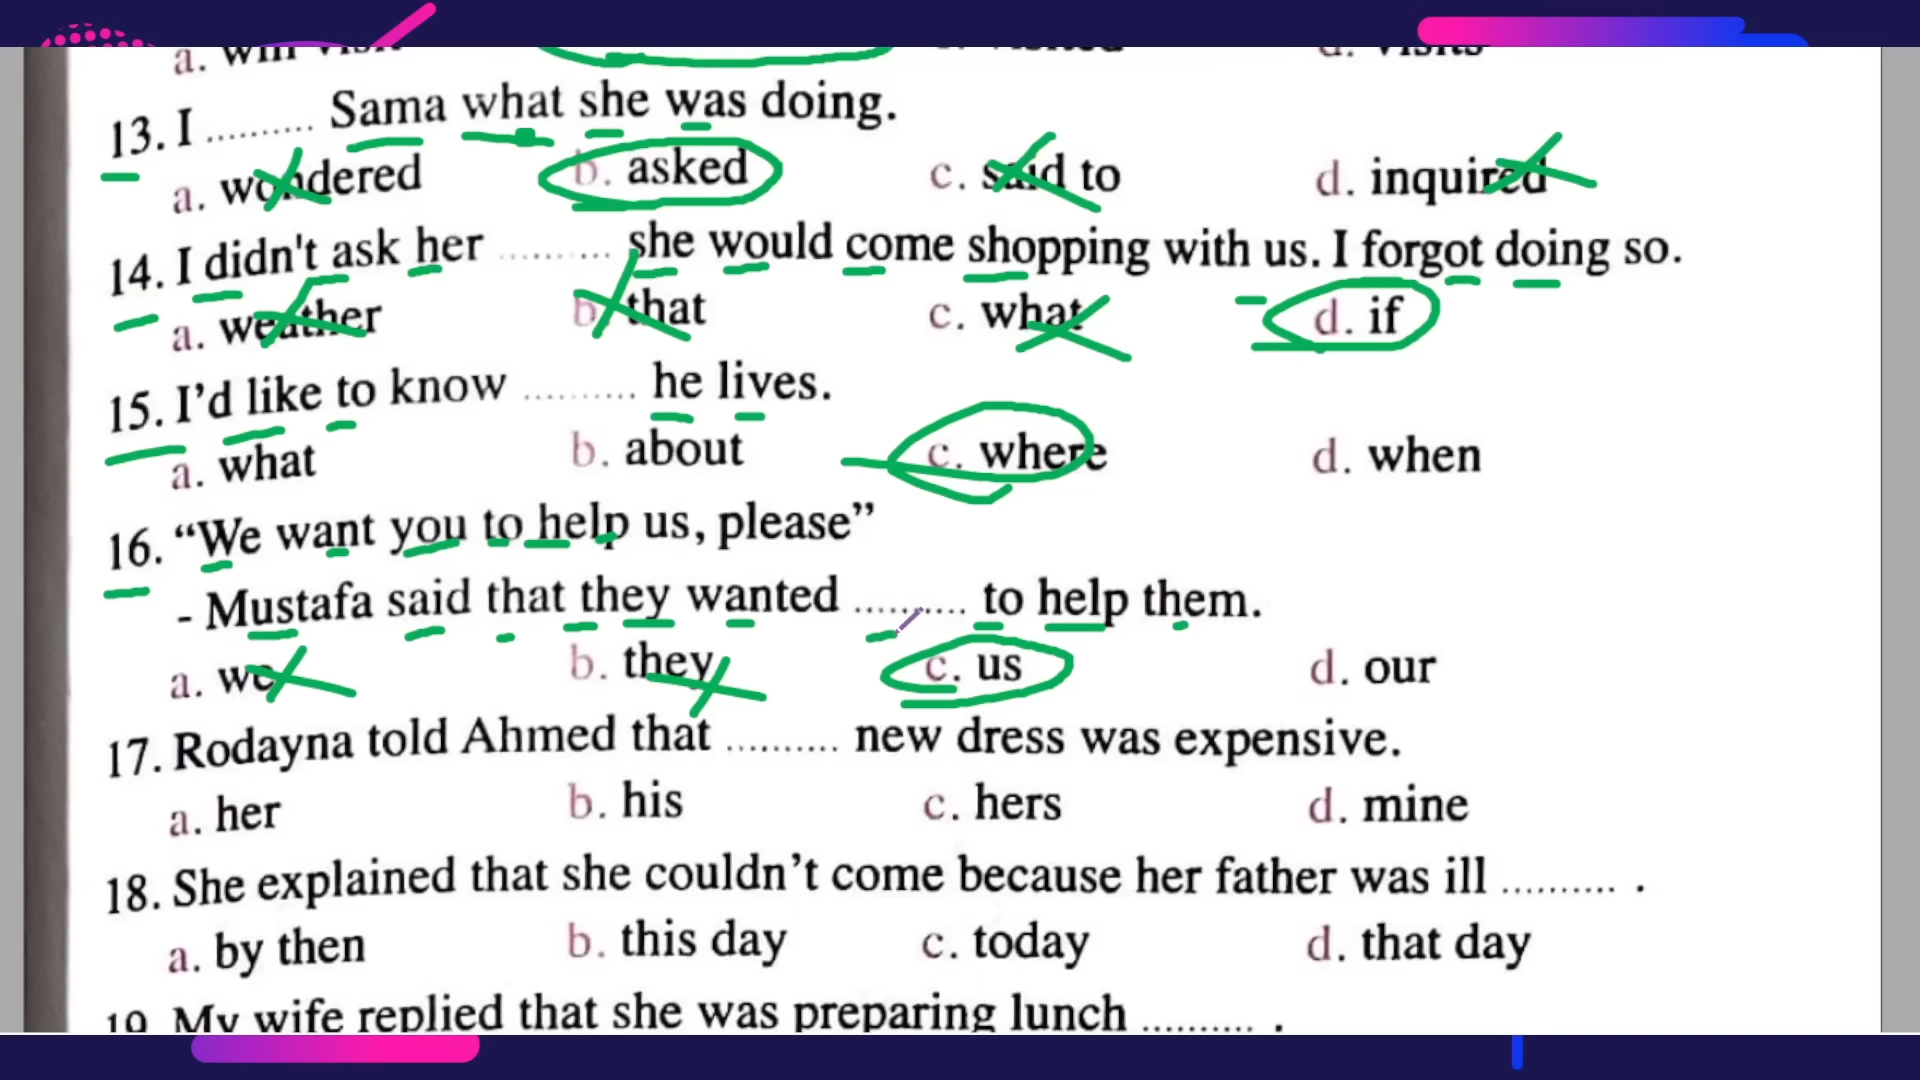 a. will visit d. visits
13. I .......... Sama what she was doing.
a. wondered b. asked c. said to d. inquired
14. I didn't ask her .......... she would come shopping with us. I forgot doing so.
a. weather b. that c. what d. if
15. I’d like to know .......... he lives.
a. what b. about c. where d. when
16. “We want you to help us, please”
- Mustafa said that they wanted .......... to help them.
a. we b. they c. us d. our
17. Rodayna told Ahmed that .......... new dress was expensive.
a. her b. his c. hers d. mine
18. She explained that she couldn’t come because her father was ill .......... .
a. by then b. this day c. today d. that day
19. My wife replied that she was preparing lunch .......... .